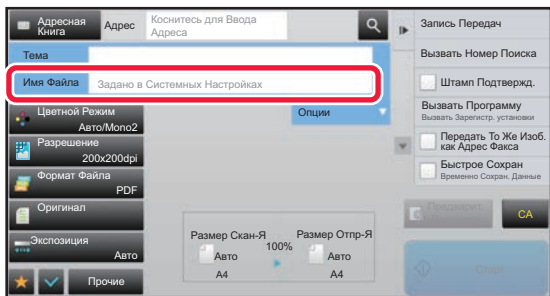 Адресная
Книга
Адрес
Коснитесь для Ввода
Адреса
Тема
Имя Файла
Задано в Системных Настройках
Цветной Режим
Авто/Mono2
Разрешение
200x200dpi
Формат Файла
PDF
Оригинал
Экспозиция
Авто
Прочие
Опции
Размер Скан-Я
100%
Размер Отпр-Я
Авто
Авто
A4
A4
Запись Передач
Вызвать Номер Поиска
Штамп Подтвержд.
Вызвать Программу
Вызвать Зарегистр. установки
Передать То Же Изоб.
как Адрес Факса
Быстрое Сохран
Временно Сохран. Данные
Предварит.
CA
Старт